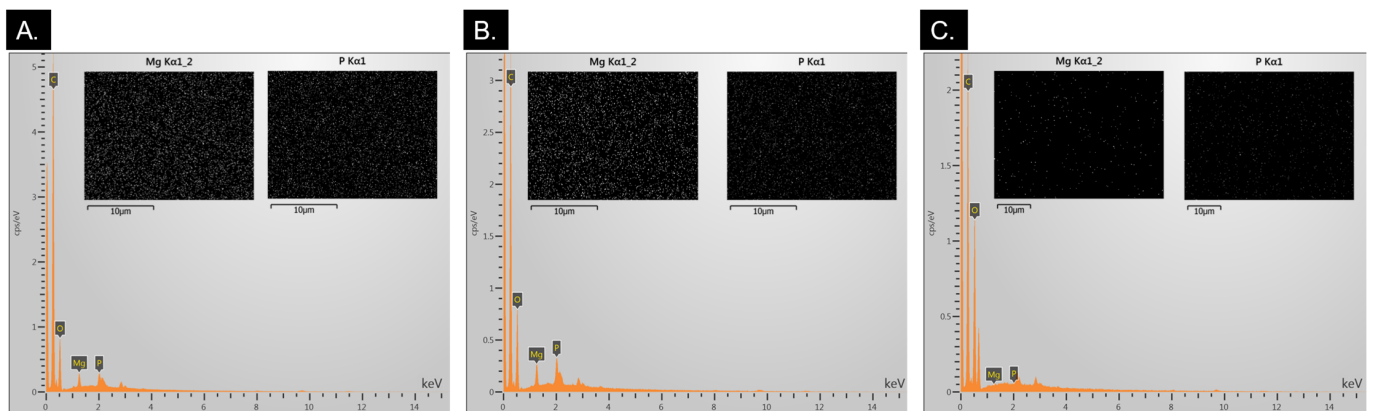 A.
Mg Kα1_2
P Kα1
10μm
10μm
5
4
3
2
1
0
cps/eV
C
O
Mg
P
keV
0
2
4
6
8
10
12
14
B.
Mg Kα1_2
P Kα1
10μm
10μm
3
2.5
2
1.5
1
0.5
0
cps/eV
C
O
Mg
P
keV
0
2
4
6
8
10
12
14
C.
Mg Kα1_2
P Kα1
10μm
10μm
2
1.5
1
0.5
0
cps/eV
C
O
Mg
P
keV
0
2
4
6
8
10
12
14